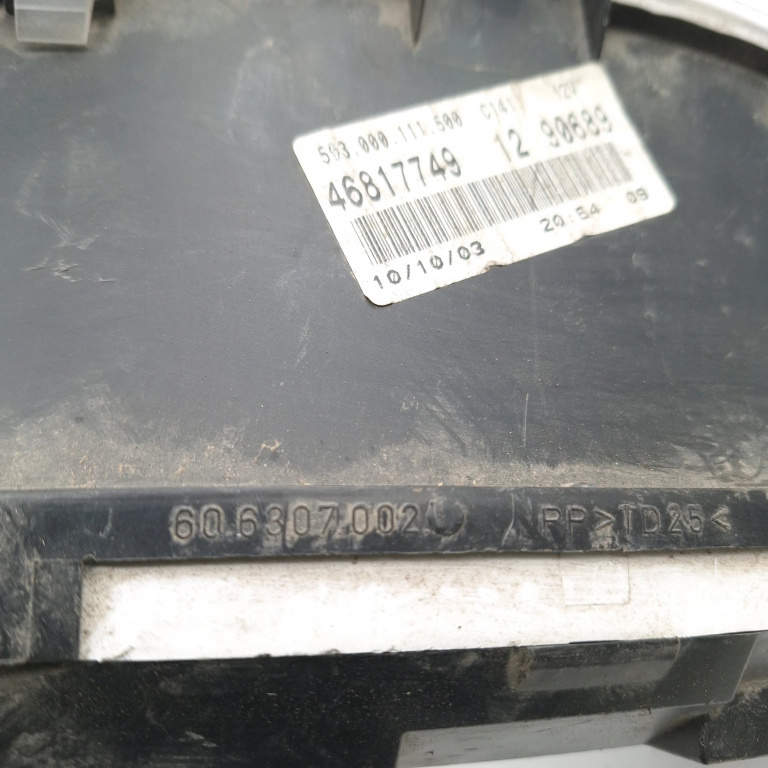 503.000.111.500 C141 12V
46817749 12 90689
10/10/03 20:54 09
60.6307.002 PP>TD25<